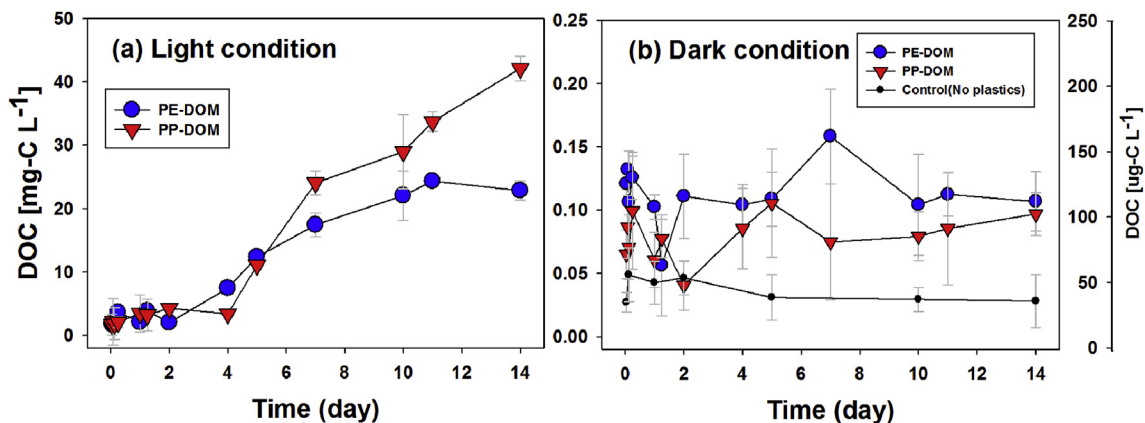 (a) Light condition
PE-DOM
PP-DOM
DOC [mg-C L-1]
50
40
30
20
10
0
0 2 4 6 8 10 12 14
Time (day)
(b) Dark condition
PE-DOM
PP-DOM
Control(No plastics)
0.25
0.20
0.15
0.10
0.05
0.00
0 2 4 6 8 10 12 14
Time (day)
250
200
150
100
50
0
DOC [ug-C L-1]